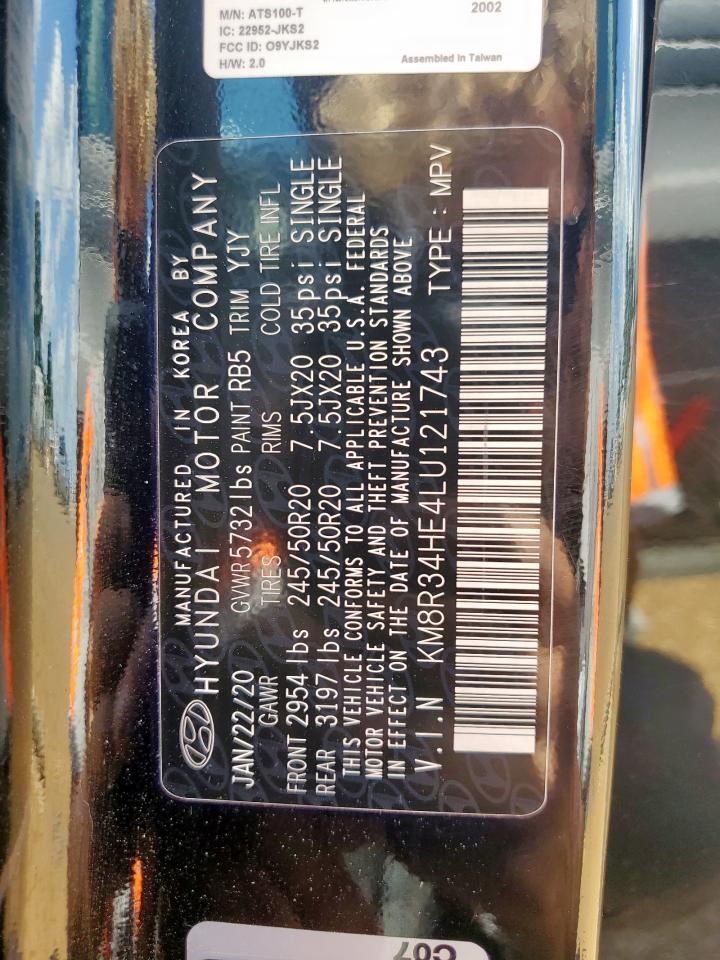 M/N: ATS100-T
IC: 22952-JKS2
FCC ID: O9YJKS2
H/W: 2.0
2002
Assembled in Taiwan
MANUFACTURED IN KOREA BY
HYUNDAI MOTOR COMPANY
JAN/22/20 GVWR 5732 lbs PAINT RB5 TRIM YJY
GAWR TIRES RIMS COLD TIRE INFL
FRONT 2954 lbs 245/50R20 7.5JX20 35psi SINGLE
REAR 3197 lbs 245/50R20 7.5JX20 35psi SINGLE
THIS VEHICLE CONFORMS TO ALL APPLICABLE U.S.A. FEDERAL
MOTOR VEHICLE SAFETY AND THEFT PREVENTION STANDARDS
IN EFFECT ON THE DATE OF MANUFACTURE SHOWN ABOVE
V.I.N KM8R34HE4LU121743 TYPE : MPV